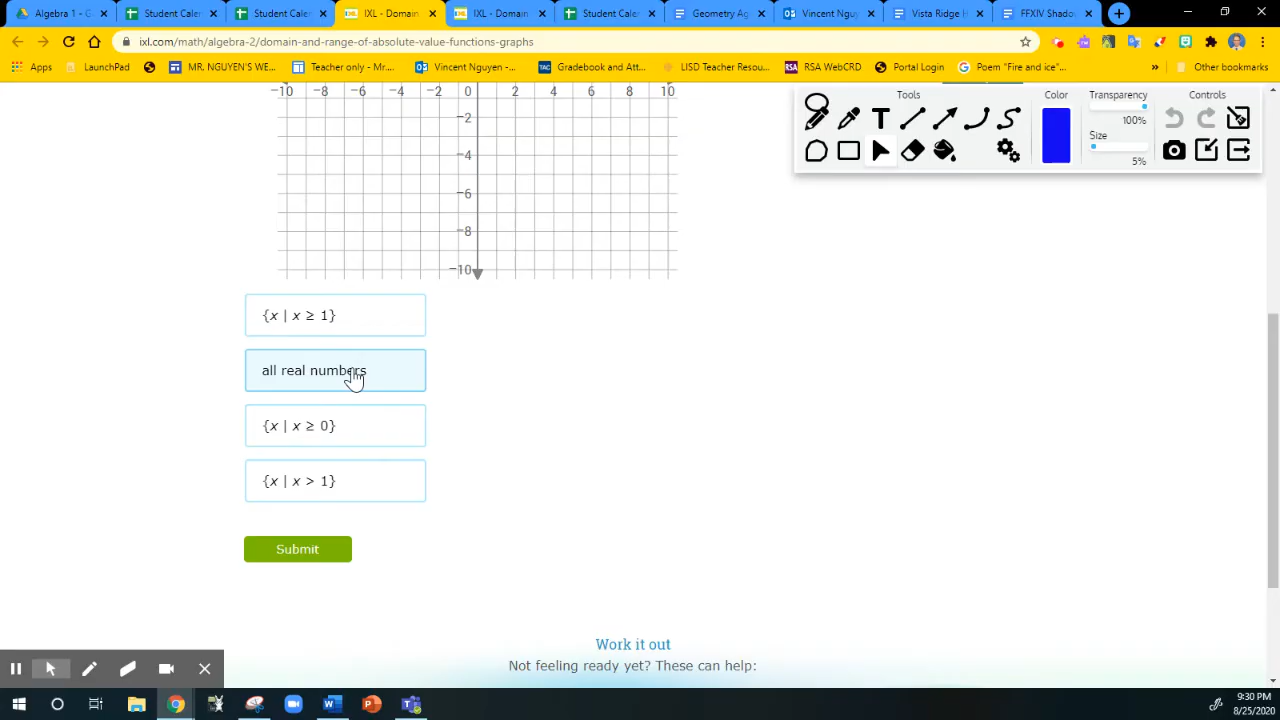 Algebra 1 - G
Student Caler
Student Calen
IXL - Domain
IXL - Domain
Student Caler
Geometry Ag
Vincent Nguy
Vista Ridge H
FFXIV Shado
ixl.com/math/algebra-2/domain-and-range-of-absolute-value-functions-graphs
Apps LaunchPad MR. NGUYEN'S WE... Teacher only - Mr.... Vincent Nguyen -... Gradebook and Att... LISD Teacher Resou... RSA WebCRD Portal Login Poem "Fire and ice"... » Other bookmarks
−10 −8 −6 −4 −2 0 2 4 6 8 10
−2
−4
−6
−8
−10
Tools Color Transparency Controls
100%
Size
5%
T
{x | x ≥ 1}
all real numbers
{x | x ≥ 0}
{x | x > 1}
Submit
Work it out
Not feeling ready yet? These can help:
9:30 PM
8/25/2020